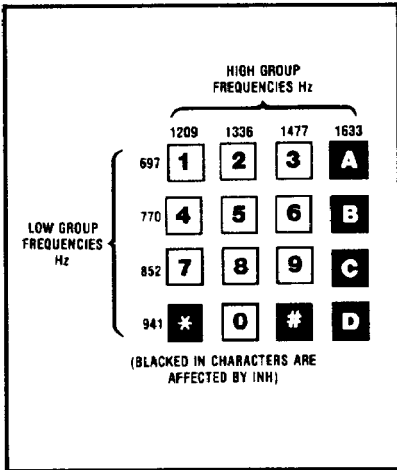 HIGH GROUP
FREQUENCIES Hz
1209 1336 1477 1633
697 1 2 3 A
770 4 5 6 B
LOW GROUP
FREQUENCIES
Hz
852 7 8 9 C
941 * 0 # D
(BLACKED IN CHARACTERS ARE
AFFECTED BY INH)